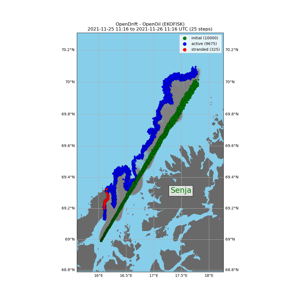 OpenDrift - OpenOil (EKOFISK)
2021-11-25 11:16 to 2021-11-26 11:16 UTC (25 steps)
initial (10000)
active (9675)
stranded (325)
70.2°N 70.2°N
70°N 70°N
69.8°N 69.8°N
69.6°N 69.6°N
69.4°N 69.4°N
Senja
69.2°N 69.2°N
69°N 69°N
68.8°N 68.8°N
16°E 16.5°E 17°E 17.5°E 18°E